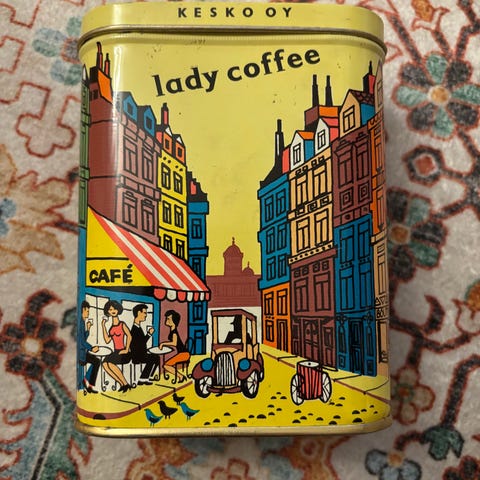 KESKO OY
lady coffee
CAFÉ